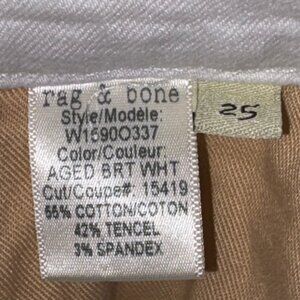 rag & bone
Style/Modèle:
W1590O337
Color/Couleur:
AGED BRT WHT
Cut/Coupe#: 15419
55% COTTON/COTON
42% TENCEL
3% SPANDEX
25